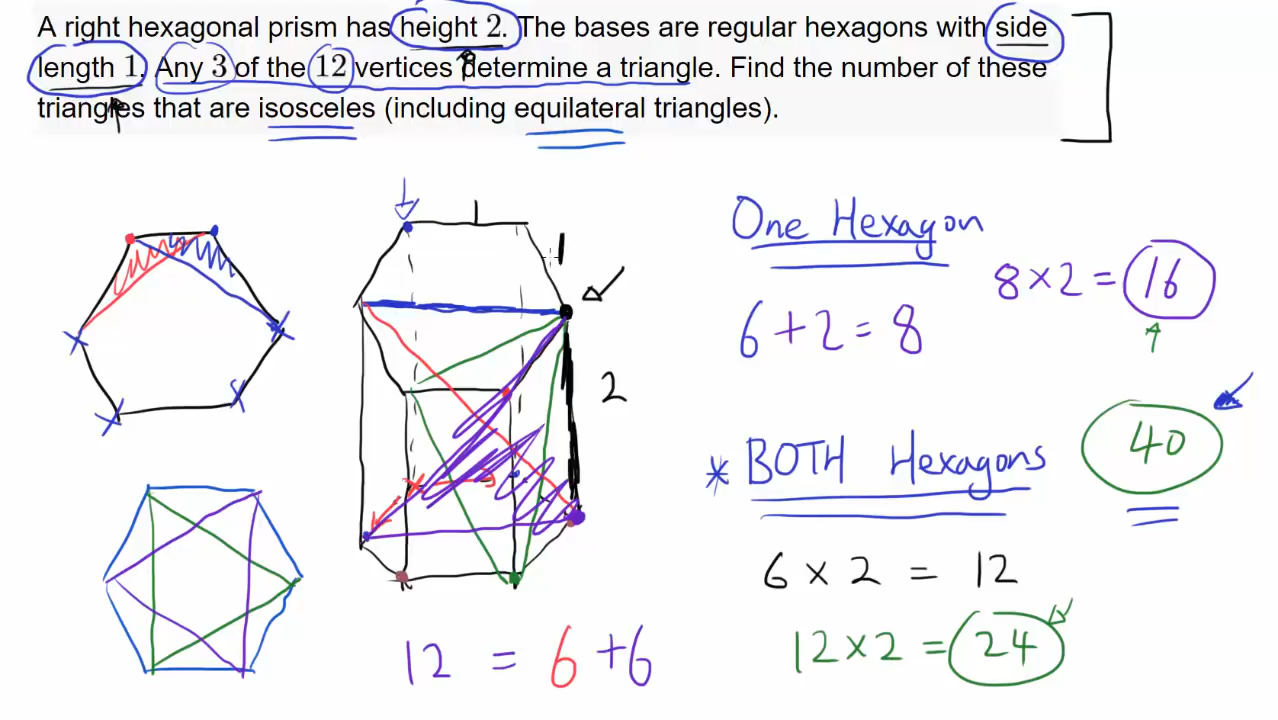 A right hexagonal prism has height 2. The bases are regular hexagons with side
length 1. Any 3 of the 12 vertices determine a triangle. Find the number of these
triangles that are isosceles (including equilateral triangles).
1
1
2
12 = 6 + 6
One Hexagon
6 + 2 = 8
8 × 2 = 16
40
* BOTH Hexagons
6 × 2 = 12
12 × 2 = 24